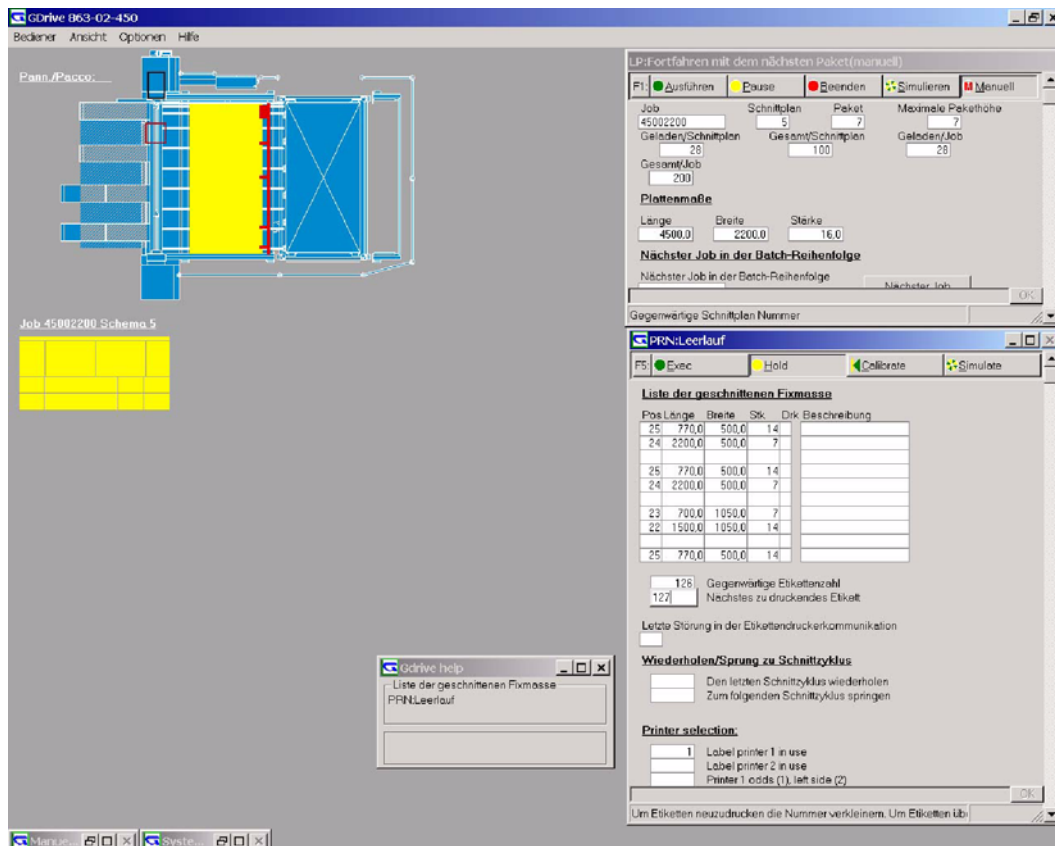 GDrive B63-02-450
Bediener Ansicht Optionen Hilfe
Pann./Pacco:
Job 45002200 Schema 5
LP:Fortfahren mit dem nächsten Paket(manuell)
F1: Ausführen Pause Beenden Simulieren M Manuell
Job Schnittplan Paket Maximale Pakethöhe
45002200 5 7 7
Geladen/Schnittplan Gesamt/Schnittplan Geladen/Job
28 100 28
Gesamt/Job
200
Plattenmaße
Länge Breite Stärke
4500,0 2200,0 16,0
Nächster Job in der Batch-Reihenfolge
Nächster Job in der Batch-Reihenfolge
Nächster Job
OK
Gegenwärtige Schnittplan Nummer
PRN:Leerlauf
F5: Exec Hold Calibrate Simulate
Liste der geschnittenen Fixmasse
Pos Länge Breite Stk Drk Beschreibung
25 770,0 500,0 14
24 2200,0 500,0 7
25 770,0 500,0 14
24 2200,0 500,0 7
23 700,0 1050,0 7
22 1500,0 1050,0 14
25 770,0 500,0 14
126 Gegenwärtige Etikettenzahl
127 Nächstes zu druckendes Etikett
Letzte Störung in der Etikettendruckerkommunikation
Wiederholen/Sprung zu Schnittzyklus
Den letzten Schnittzyklus wiederholen
Zum folgenden Schnittzyklus springen
Printer selection:
1 Label printer 1 in use
Label printer 2 in use
Printer 1 odds (1), left side (2)
OK
Um Etiketten neuzudrucken die Nummer verkleinern. Um Etiketten üb
Gdrive help
Liste der geschnittenen Fixmasse
PRN:Leerlauf
Manue... Syste...